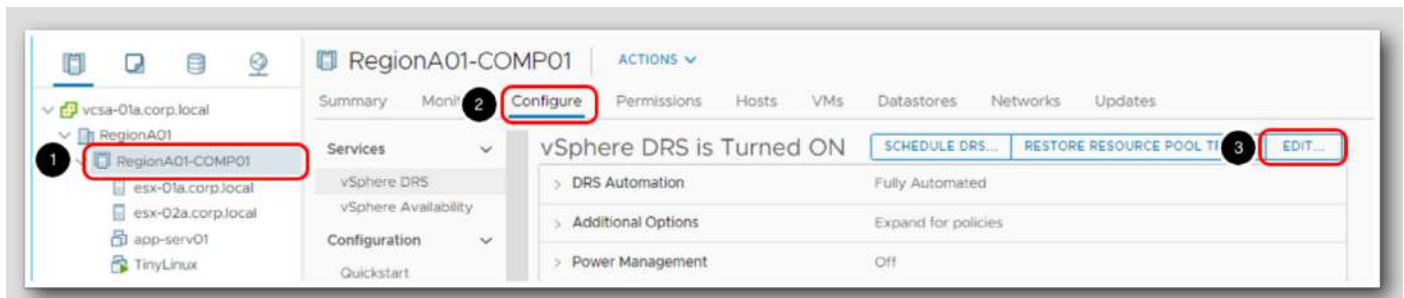 RegionA01-COMP01 ACTIONS
vcsa-01a.corp.local
Summary 2 Configure Permissions Hosts VMs Datastores Networks Updates
RegionA01
1 RegionA01-COMP01
Services vSphere DRS is Turned ON SCHEDULE DRS... RESTORE RESOURCE POOL 3 EDIT...
esx-01a.corp.local vSphere DRS > DRS Automation Fully Automated
esx-02a.corp.local vSphere Availability > Additional Options Expand for policies
app-serv01 Configuration
TinyLinux Quickstart > Power Management Off